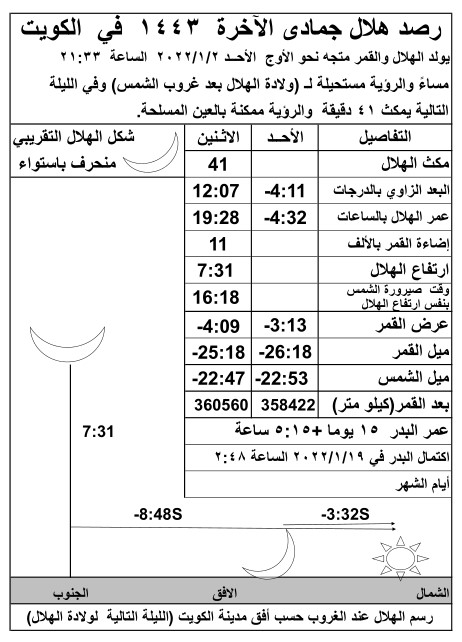 رصد هلال جمادى الآخرة ١٤٤٣ في الكويت
يولد الهلال والقمر متجه نحو الأوج الأحــد ٢٠٢٢/١/٢ الساعة ٢١:٣٣
مساءً والرؤية مستحيلة لـ (ولادة الهلال بعد غروب الشمس) وفي الليلة
التالية يمكث ٤١ دقيقة والرؤية ممكنة بالعين المسلحة.
التفاصيل الأحــد الاثـنين
شكل الهلال التقريبي
منحرف باستواء
مكث الهلال 41
البعد الزاوي بالدرجات -4:11 12:07
عمر الهلال بالساعات -4:32 19:28
إضاءة القمر بالألف 11
ارتفاع الهلال 7:31
وقت صيرورة الشمس
بنفس ارتفاع الهلال 16:18
عرض القمر -3:13 -4:09
ميل القمر -26:18 -25:18
ميل الشمس -22:53 -22:47
بعد القمر(كيلو متر) 358422 360560
عمر البدر ١٥ يوما +٥:١٥ ساعة
اكتمال البدر في ٢٠٢٢/١/١٩ الساعة ٢:٤٨
أيام الشهر
7:31
-8:48S -3:32S
الشمال الافق الجنوب
رسم الهلال عند الغروب حسب أفق مدينة الكويت (الليلة التالية لولادة الهلال)